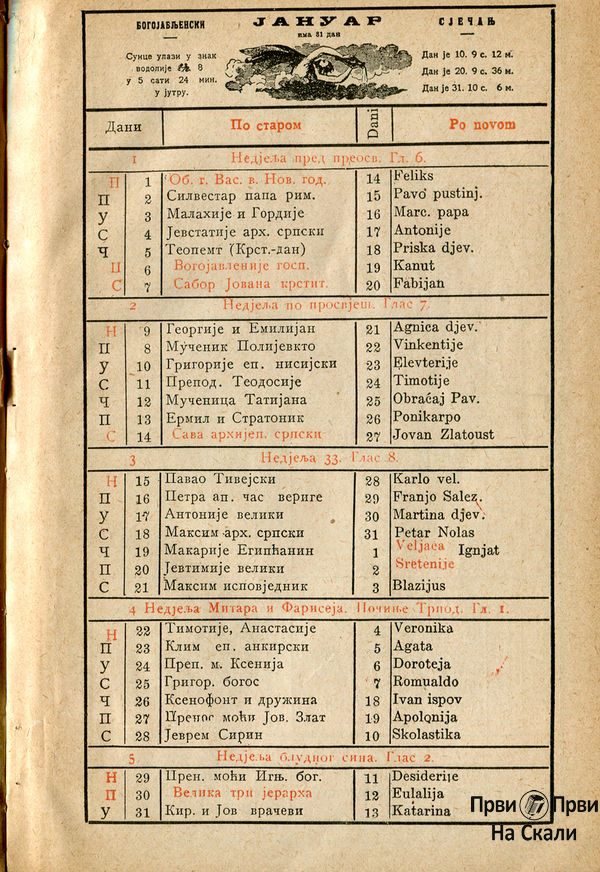 БОГОЈАБЉЕНСКИ
ЈАНУАР
СЈЕЧАЊ
има 31 дан
Сунце улази у знак
водолије 8
у 5 сати 24 мин.
у јутру.
Дан је 10. 9 с. 12 м.
Дан је 20. 9 с. 36 м.
Дан је 31. 10 с. 6 м.
Дани По старом Dani Po novom
1 Недјеља пред преосв. Гл. 6.
П 1 Об. г. Вас. в. Нов. год. 14 Feliks
П 2 Силвестар папа рим. 15 Pavo pustinj.
У 3 Малахије и Гордије 16 Marc. papa
С 4 Јевстатије арх. српски 17 Antonije
Ч 5 Теопемт (Крст.-дан) 18 Priska djev.
П 6 Богојављеније госп. 19 Kanut
С 7 Сабор Јована крстит. 20 Fabijan
2 Недјеља по просвјещ. Глас 7.
Н 9 Георгије и Емилијан 21 Agnica djev.
П 8 Мученик Полијевкто 22 Vinkentije
У 10 Григорије еп. нисијски 23 Elevterije
С 11 Препод. Теодосије 24 Timotije
Ч 12 Мученица Татијана 25 Obraćaj Pav.
П 13 Ермил и Стратоник 26 Ponikarpo
С 14 Сава архијеп. српски 27 Jovan Zlatoust
3 Недјеља 33. Глас 8.
Н 15 Павао Тивејски 28 Karlo vel.
П 16 Петра ап. час вериге 29 Franjo Salez.
У 17 Антоније велики 30 Martina djev.
С 18 Максим арх. српски 31 Petar Nolas
Ч 19 Макарије Египћанин 1 Veljaca Ignjat
П 20 Јевтимије велики 2 Sretenije
С 21 Максим исповједник 3 Blazijus
4 Недјеља Митара и Фарисеја. Почиње Триод. Гл. 1.
Н 22 Тимотије, Анастасије 4 Veronika
П 23 Клим еп. анкирски 5 Agata
У 24 Преп. м. Ксенија 6 Doroteja
С 25 Григор. богос 7 Romualdo
Ч 26 Ксенофонт и дружина 18 Ivan ispov
П 27 Пренос моћи Јов. Злат 19 Apolonija
С 28 Јеврем Сирин 10 Skolastika
5. Недјеља блудног сина. Глас 2.
Н 29 Прен. моћи Игњ. бог. 11 Desiderije
П 30 Велика три јерарха 12 Eulalija
У 31 Кир. и Јов врачеви 13 Katarina
Први Први
На Скали